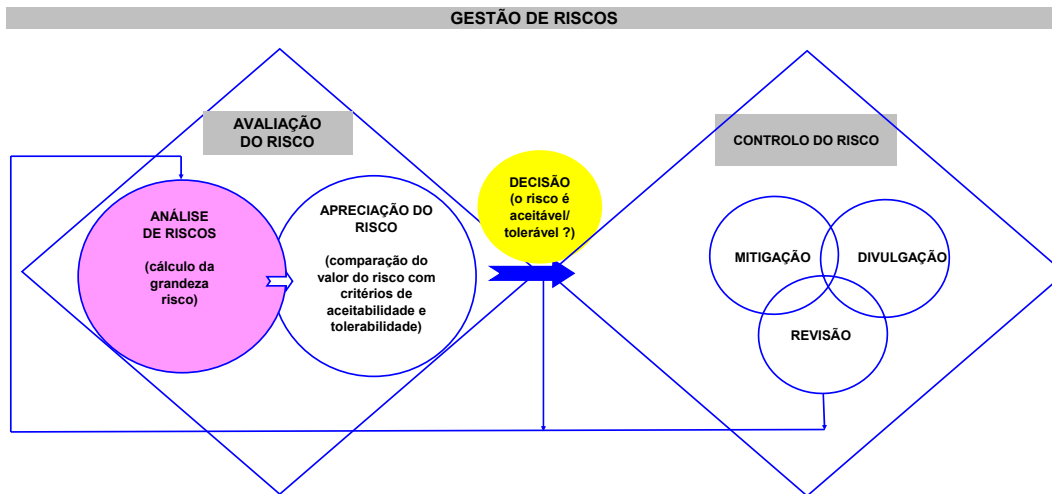 GESTÃO DE RISCOS
AVALIAÇÃO
DO RISCO
ANÁLISE
DE RISCOS
(cálculo da
grandeza
risco)
APRECIAÇÃO DO
RISCO
(comparação do
valor do risco com
critérios de
aceitabilidade e
tolerabilidade)
DECISÃO
(o risco é
aceitável/
tolerável ?)
CONTROLO DO RISCO
MITIGAÇÃO
DIVULGAÇÃO
REVISÃO